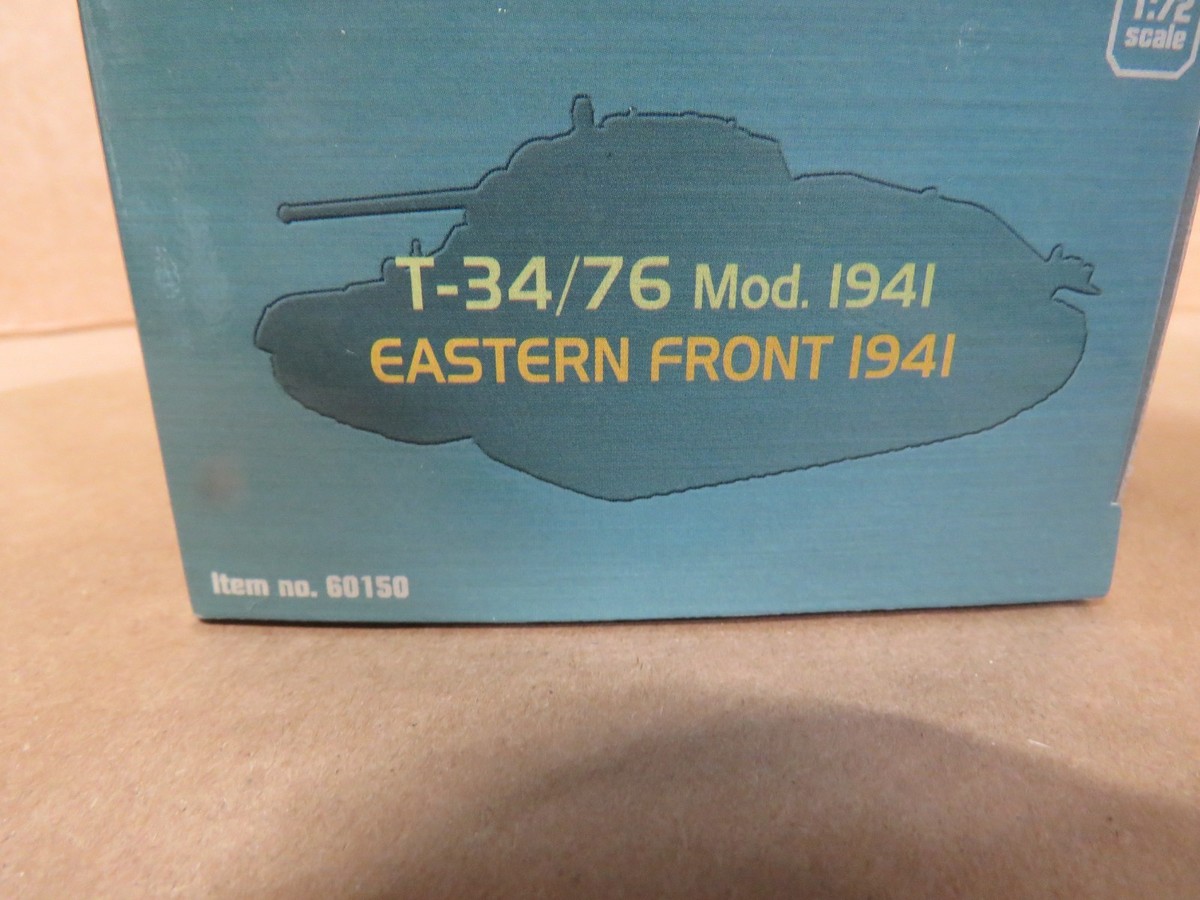 1:72
scale
T-34/76 Mod. 1941
EASTERN FRONT 1941
Item no. 60150